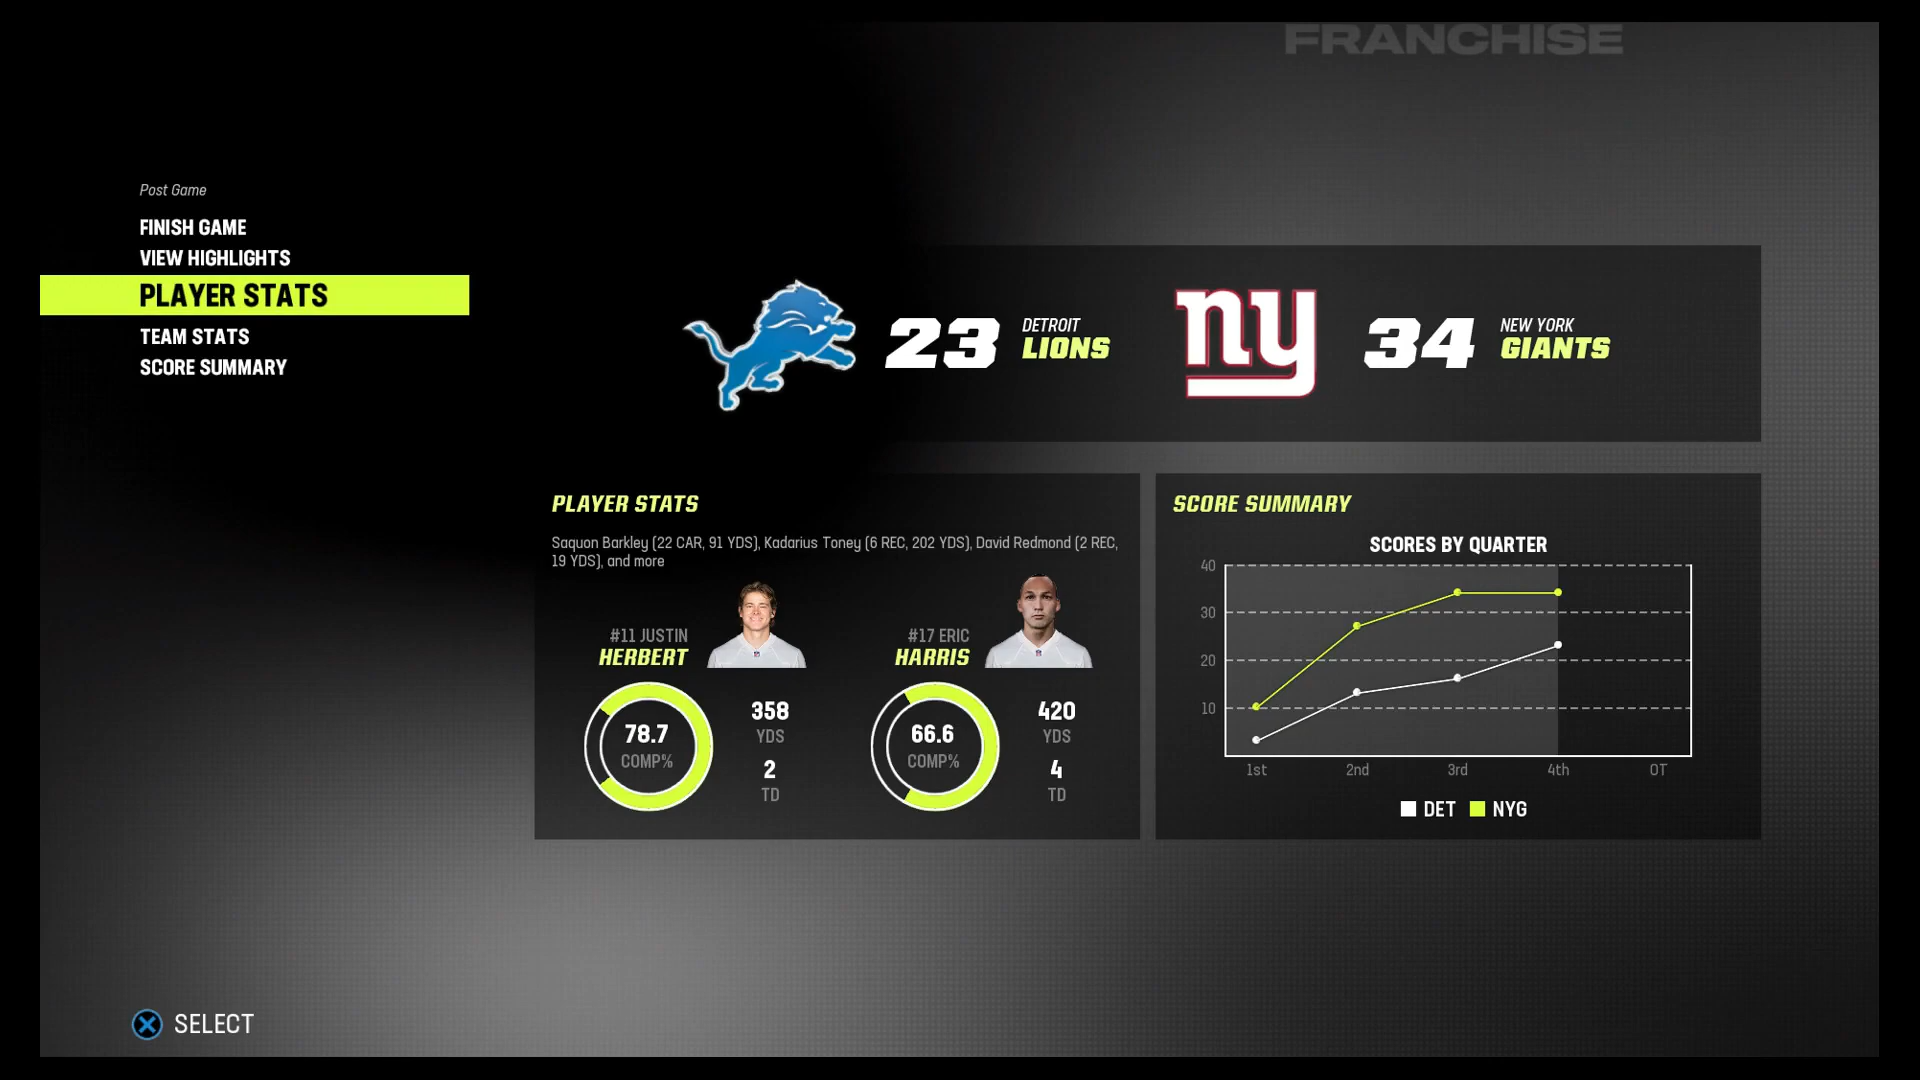 FRANCHISE
Post Game
FINISH GAME
VIEW HIGHLIGHTS
PLAYER STATS
TEAM STATS
SCORE SUMMARY
23
DETROIT
LIONS
ny
34
NEW YORK
GIANTS
PLAYER STATS
Saquon Barkley (22 CAR, 91 YDS), Kadarius Toney (6 REC, 202 YDS), David Redmond (2 REC,
19 YDS), and more
#11 JUSTIN
HERBERT
78.7
COMP%
358
YDS
2
TD
#17 ERIC
HARRIS
66.6
COMP%
420
YDS
4
TD
SCORE SUMMARY
SCORES BY QUARTER
40
30
20
10
1st 2nd 3rd 4th OT
DET NYG
SELECT